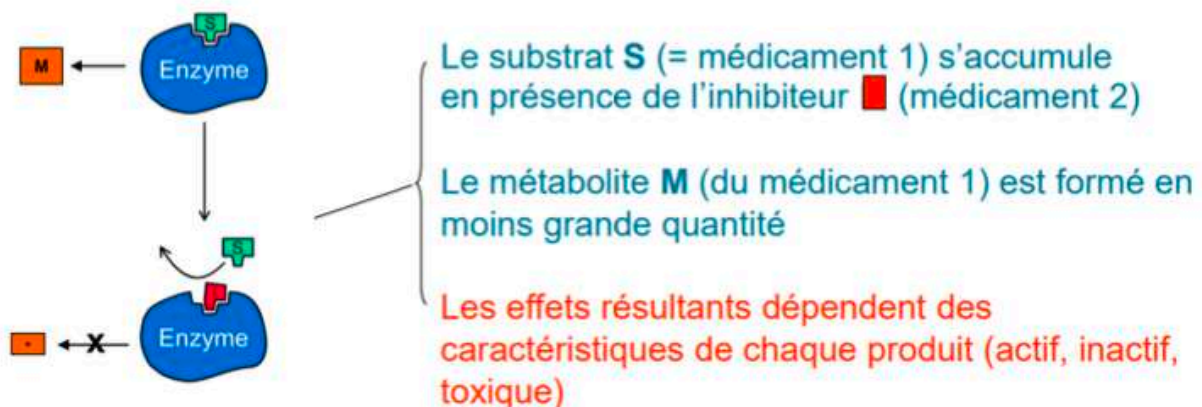 S
M
Enzyme
S
Enzyme
X
Le substrat S (= médicament 1) s'accumule
en présence de l'inhibiteur (médicament 2)
Le métabolite M (du médicament 1) est formé en
moins grande quantité
Les effets résultants dépendent des
caractéristiques de chaque produit (actif, inactif,
toxique)